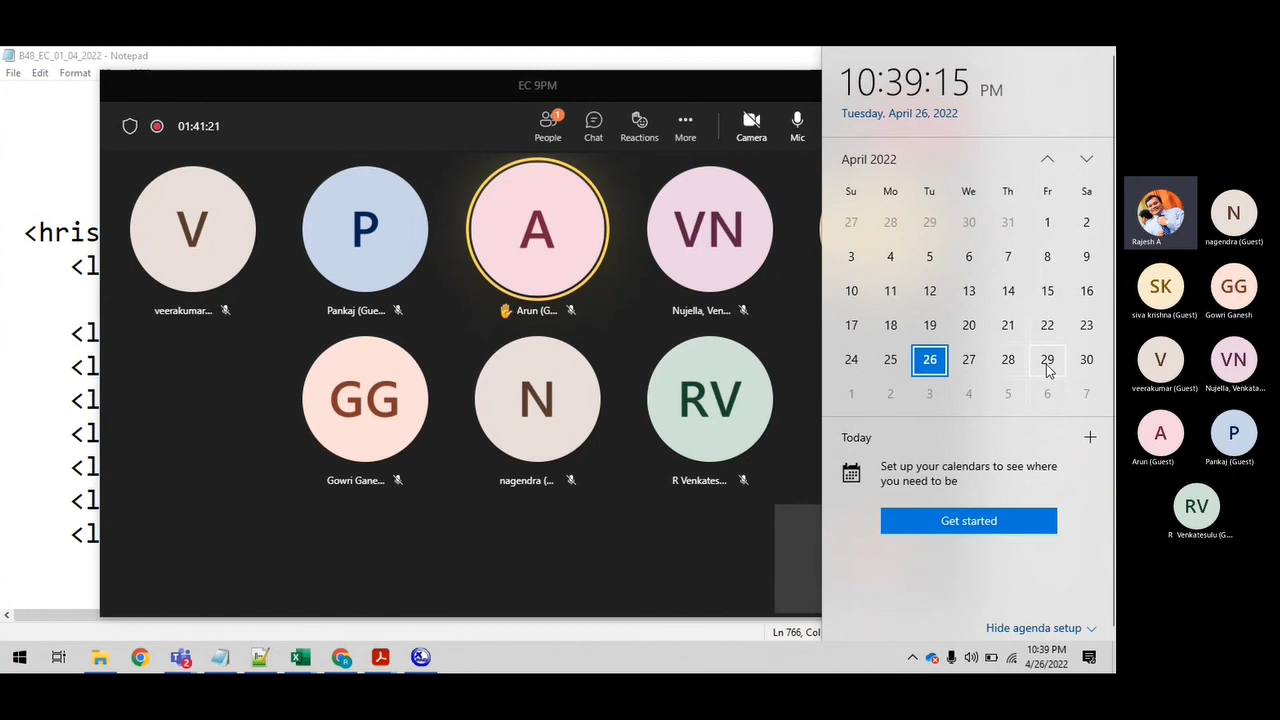 B48_EC_01_04_2022 - Notepad
File Edit Format
<hris
<l
<l
<l
<l
<l
<l
<l
<l
Ln 766, Col
EC 9PM
01:41:21
1
People
Chat
Reactions
More
Camera
Mic
V
P
A
VN
veerakumar...
Pankaj (Gue...
Arun (G...
Nujella, Ven...
GG
N
RV
Gowri Gane...
nagendra (...
R Venkates...
10:39:15 PM
Tuesday, April 26, 2022
April 2022
Su Mo Tu We Th Fr Sa
27 28 29 30 31 1 2
3 4 5 6 7 8 9
10 11 12 13 14 15 16
17 18 19 20 21 22 23
24 25 26 27 28 29 30
1 2 3 4 5 6 7
Today
Set up your calendars to see where
you need to be
Get started
Hide agenda setup
2
10:39 PM
4/26/2022
N
Rajesh A
nagendra (Guest)
SK
GG
siva krishna (Guest)
Gowri Ganesh
V
VN
veerakumar (Guest)
Nujella, Venkata...
A
P
Arun (Guest)
Pankaj (Guest)
RV
R Venkatesulu (G...